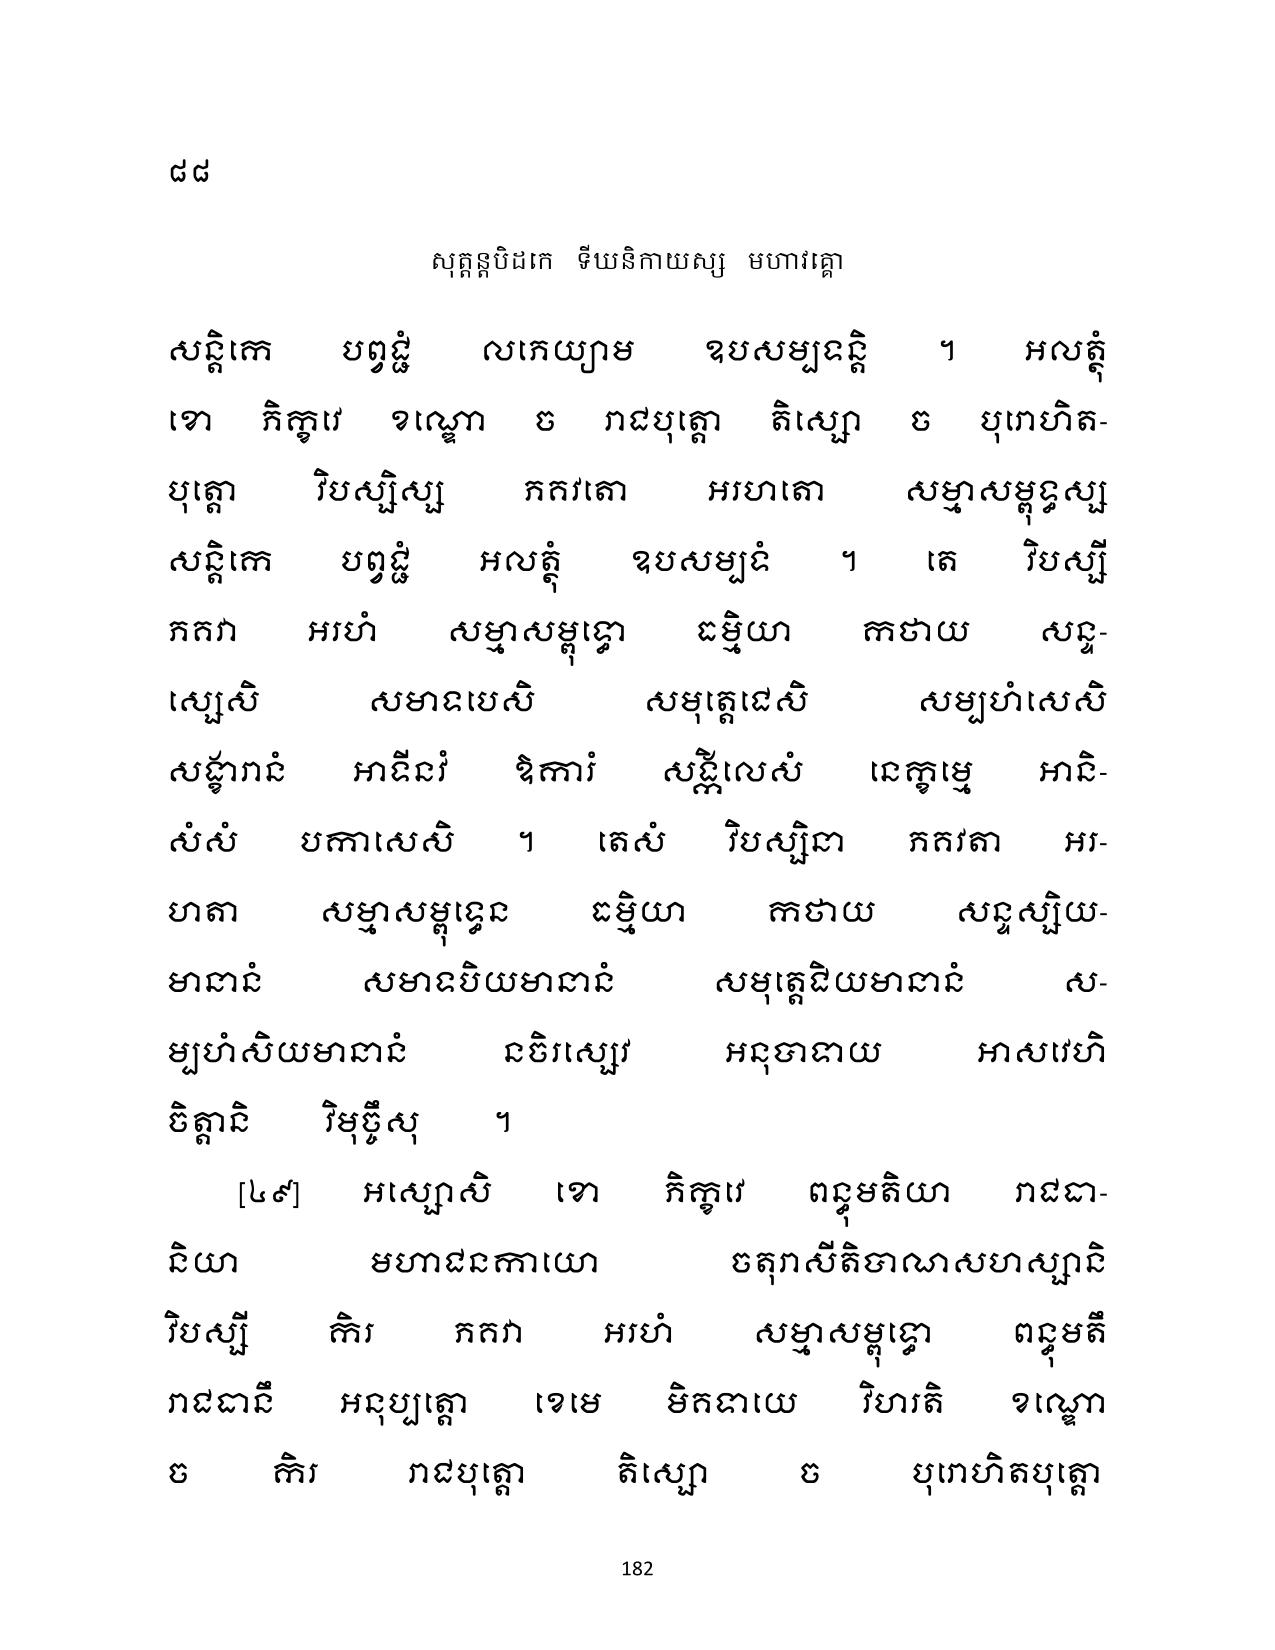 ៨៨
សុត្តន្តបិដកេ ទីឃនិកាយស្ស មហាវគ្គោ
សន្តិកេ បព្វជ្ជំ លភេយ្យាម ឧបសម្បទន្តិ ។ អលត្ថុំ
ខោ ភិក្ខវេ ខណ្ឌោ ច រាជបុត្តោ តិស្សោ ច បុរោហិត-
បុត្តោ វិបស្សិស្ស ភគវតោ អរហតោ សម្មាសម្ពុទ្ធស្ស
សន្តិកេ បព្វជ្ជំ អលត្ថុំ ឧបសម្បទំ ។ តេ វិបស្សី
ភគវា អរហំ សម្មាសម្ពុទ្ធោ ធម្មិយា កថាយ សន្ទ-
ស្សេសិ សមាទបេសិ សមុត្តេជេសិ សម្បហំសេសិ
សង្ខារានំ អាទីនវំ ឱការំ សង្កិលេសំ នេក្ខម្មេ អានិ-
សំសំ បកាសេសិ ។ តេសំ វិបស្សិនា ភគវតា អរ-
ហតា សម្មាសម្ពុទ្ធេន ធម្មិយា កថាយ សន្ទស្សិយ-
មានានំ សមាទបិយមានានំ សមុត្តេជិយមានានំ ស-
ម្បហំសិយមានានំ នចិរស្សេវ អនុបាទាយ អាសវេហិ
ចិត្តានិ វិមុច្ចឹសុ ។
[៤៩] អស្សោសិ ខោ ភិក្ខវេ ពន្ធុមតិយា រាជធា-
និយា មហាជនកាយោ ចតុរាសីតិបាណសហស្សានិ
វិបស្សី កិរ ភគវា អរហំ សម្មាសម្ពុទ្ធោ ពន្ធុមតឹ
រាជធានឹ អនុប្បត្តោ ខេមេ មិគទាយេ វិហរតិ ខណ្ឌោ
ច កិរ រាជបុត្តោ តិស្សោ ច បុរោហិតបុត្តោ
182